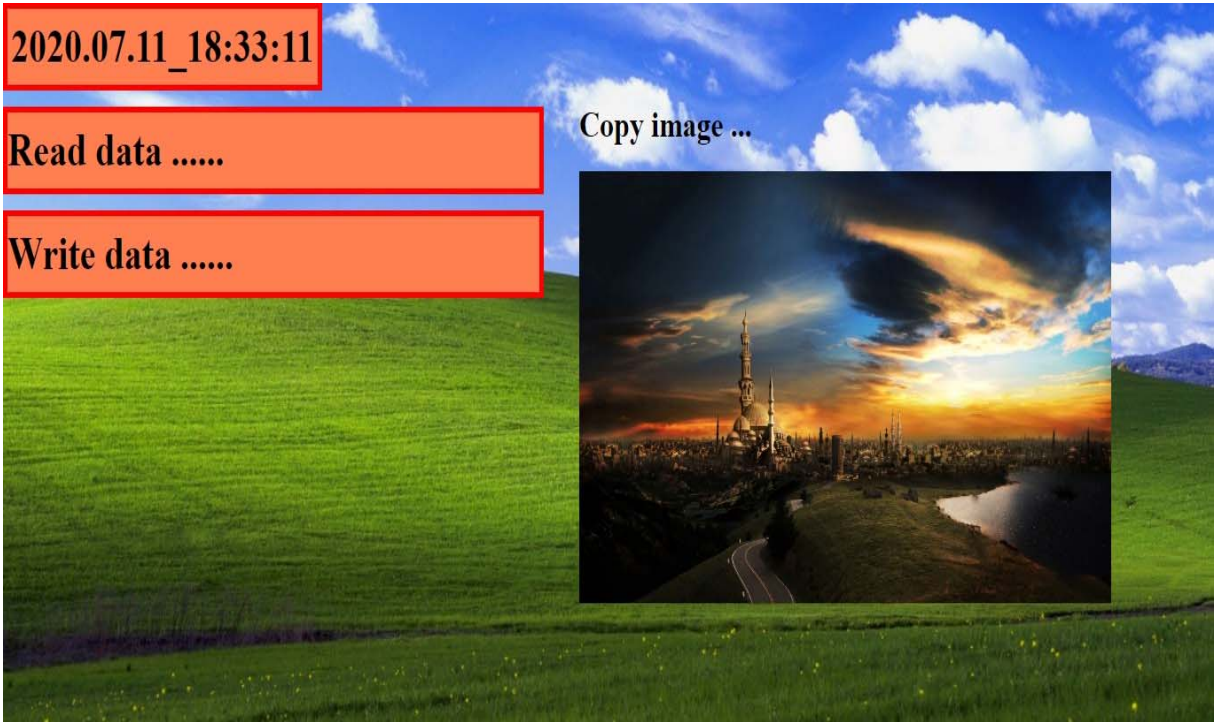 2020.07.11_18:33:11
Read data ......
Write data ......
Copy image ...